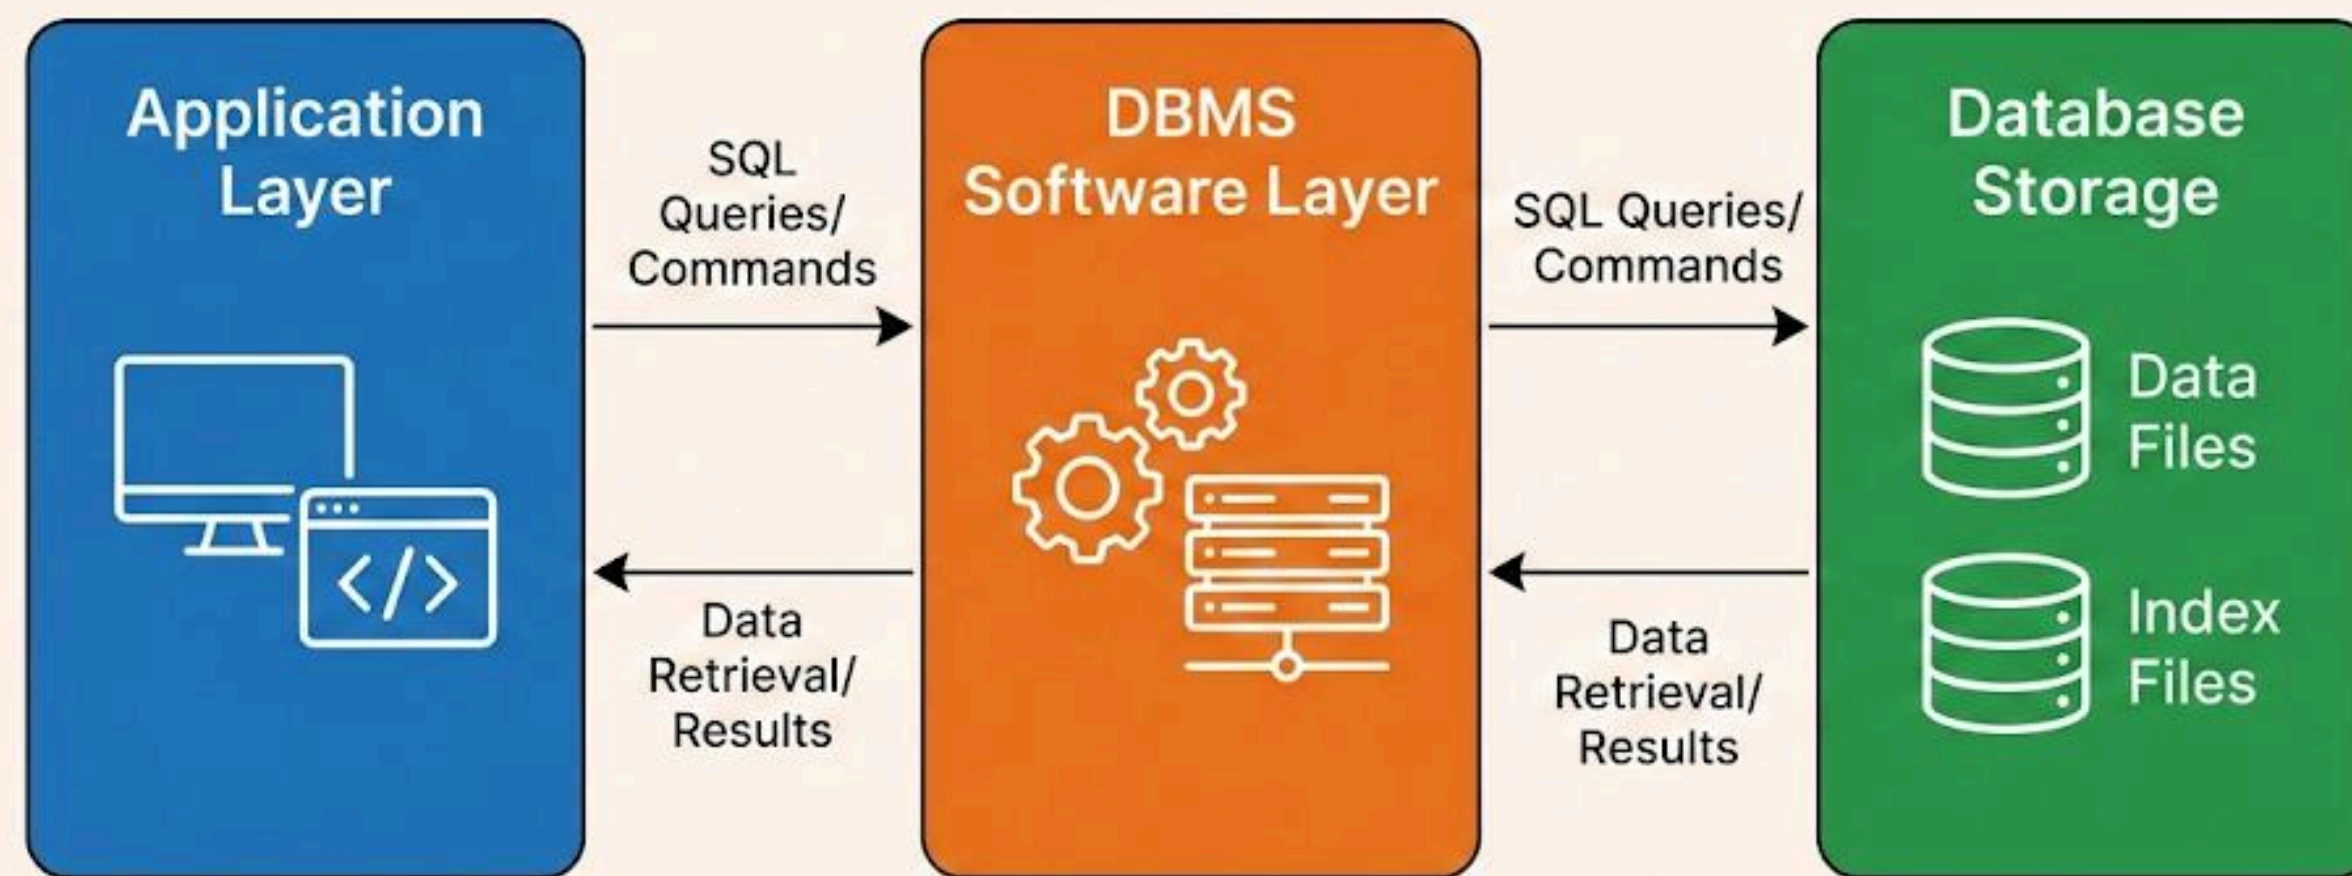 Application
Layer
SQL
Queries/
Commands
Data
Retrieval/
Results
DBMS
Software Layer
SQL Queries/
Commands
Data
Retrieval/
Results
Database
Storage
Data
Files
Index
Files